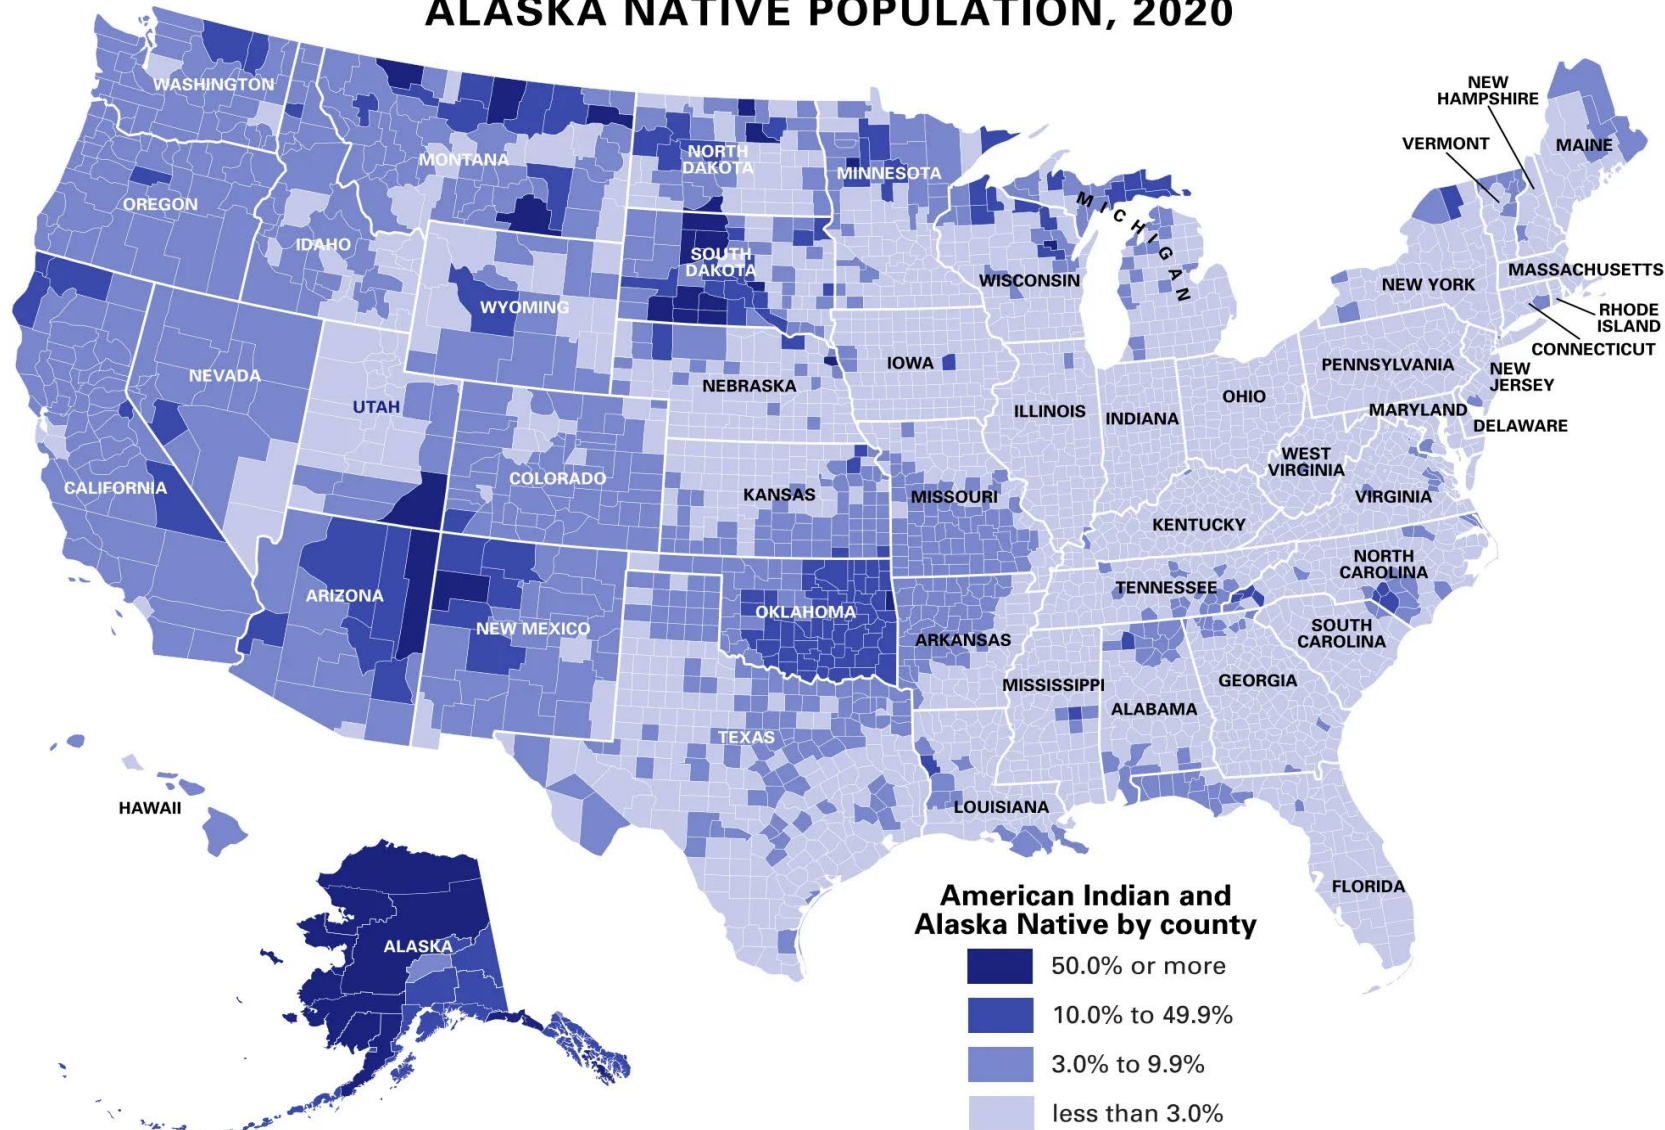 ALASKA NATIVE POPULATION, 2020
WASHINGTON
OREGON
IDAHO
MONTANA
WYOMING
NORTH
DAKOTA
SOUTH
DAKOTA
MINNESOTA
WISCONSIN
MICHIGAN
NEBRASKA
IOWA
ILLINOIS
INDIANA
OHIO
NEVADA
UTAH
COLORADO
KANSAS
MISSOURI
KENTUCKY
CALIFORNIA
ARIZONA
NEW MEXICO
OKLAHOMA
ARKANSAS
TENNESSEE
TEXAS
LOUISIANA
MISSISSIPPI
ALABAMA
GEORGIA
FLORIDA
SOUTH
CAROLINA
NORTH
CAROLINA
VIRGINIA
WEST
VIRGINIA
PENNSYLVANIA
MARYLAND
DELAWARE
NEW
JERSEY
CONNECTICUT
RHODE
ISLAND
MASSACHUSETTS
NEW YORK
VERMONT
NEW
HAMPSHIRE
MAINE
HAWAII
ALASKA
American Indian and
Alaska Native by county
50.0% or more
10.0% to 49.9%
3.0% to 9.9%
less than 3.0%